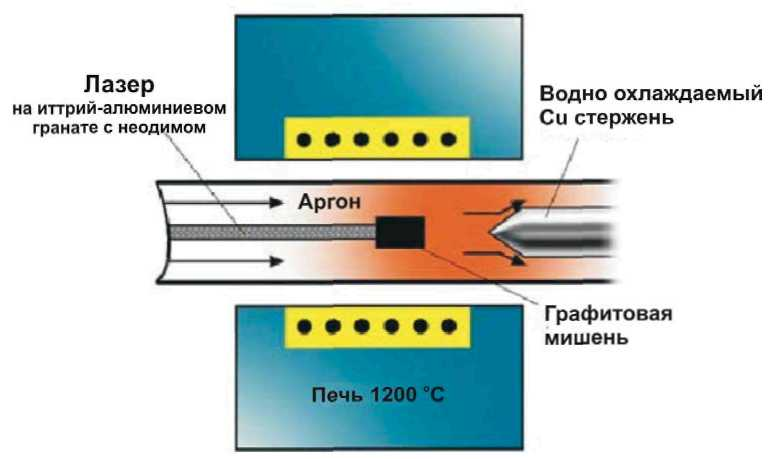 Лазер
на иттрий-алюминиевом
гранате с неодимом
Водно охлаждаемый
Cu стержень
Аргон
Графитовая
мишень
Печь 1200 °C